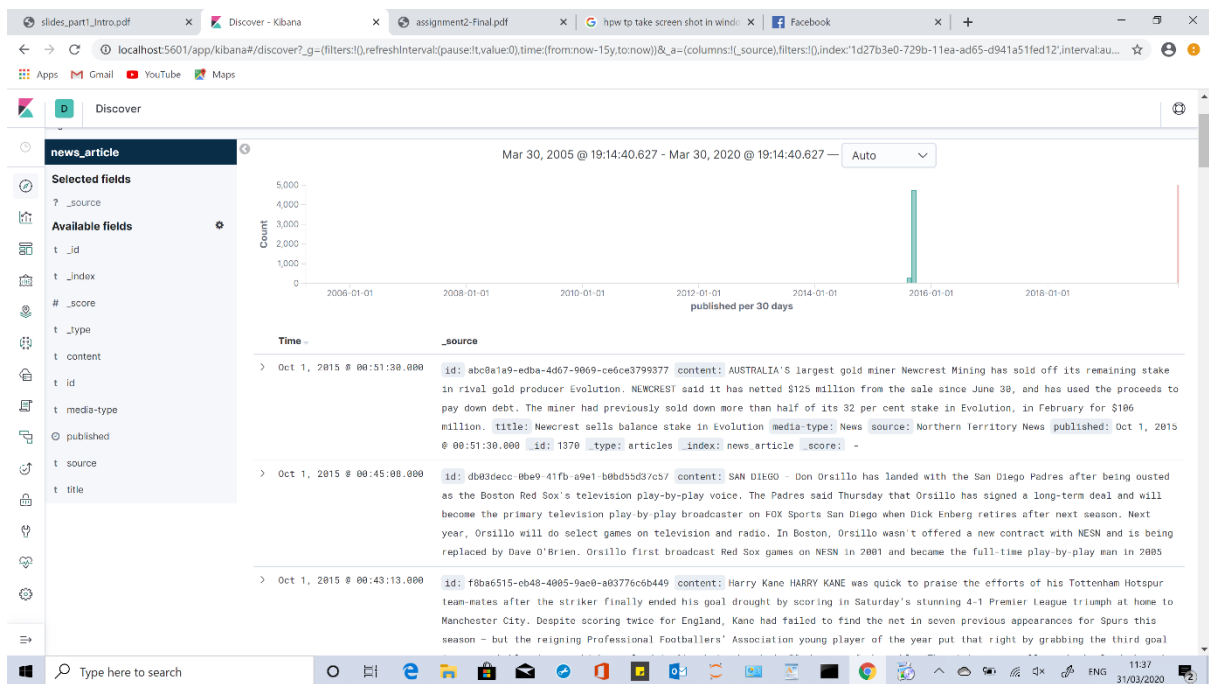 slides_part1_Intro.pdf
Discover - Kibana
assignment2-Final.pdf
hpw tp take screen shot in windo
Facebook
localhost:5601/app/kibana#/discover?_g=(filters:!(),refreshInterval:(pause:!t,value:0),time:(from:now-15y,to:now))&_a=(columns:!(_source),filters:!(),index:'1d27b3e0-729b-11ea-ad65-d941a51fed12',interval:au...
Apps Gmail YouTube Maps
D Discover
news_article
Selected fields
? _source
Available fields
t _id
t _index
# _score
t _type
t content
t id
t media-type
published
t source
t title
Mar 30, 2005 @ 19:14:40.627 - Mar 30, 2020 @ 19:14:40.627 — Auto
5,000
4,000
3,000
2,000
1,000
0
Count
2006-01-01 2008-01-01 2010-01-01 2012-01-01 2014-01-01 2016-01-01 2018-01-01
published per 30 days
Time _source
Oct 1, 2015 @ 00:51:30.000 id: abc0a1a9-edba-4d67-9069-ce6ce3799377 content: AUSTRALIA'S largest gold miner Newcrest Mining has sold off its remaining stake
in rival gold producer Evolution. NEWCREST said it has netted $125 million from the sale since June 30, and has used the proceeds to
pay down debt. The miner had previously sold down more than half of its 32 per cent stake in Evolution, in February for $106
million. title: Newcrest sells balance stake in Evolution media-type: News source: Northern Territory News published: Oct 1, 2015
@ 00:51:30.000 _id: 1370 _type: articles _index: news_article _score: -
Oct 1, 2015 @ 00:45:08.000 id: db03decc-0be9-41fb-a9e1-b0bd55d37c57 content: SAN DIEGO - Don Orsillo has landed with the San Diego Padres after being ousted
as the Boston Red Sox's television play-by-play voice. The Padres said Thursday that Orsillo has signed a long-term deal and will
become the primary television play-by-play broadcaster on FOX Sports San Diego when Dick Enberg retires after next season. Next
year, Orsillo will do select games on television and radio. In Boston, Orsillo wasn't offered a new contract with NESN and is being
replaced by Dave O'Brien. Orsillo first broadcast Red Sox games on NESN in 2001 and became the full-time play-by-play man in 2005
Oct 1, 2015 @ 00:43:13.000 id: f8ba6515-eb48-4005-9ae0-a03776c6b449 content: Harry Kane HARRY KANE was quick to praise the efforts of his Tottenham Hotspur
team-mates after the striker finally ended his goal drought by scoring in Saturday's stunning 4-1 Premier League triumph at home to
Manchester City. Despite scoring twice for England, Kane had failed to find the net in seven previous appearances for Spurs this
season – but the reigning Professional Footballers' Association young player of the year put that right by grabbing the third goal
Type here to search
ENG
11:37
31/03/2020
2